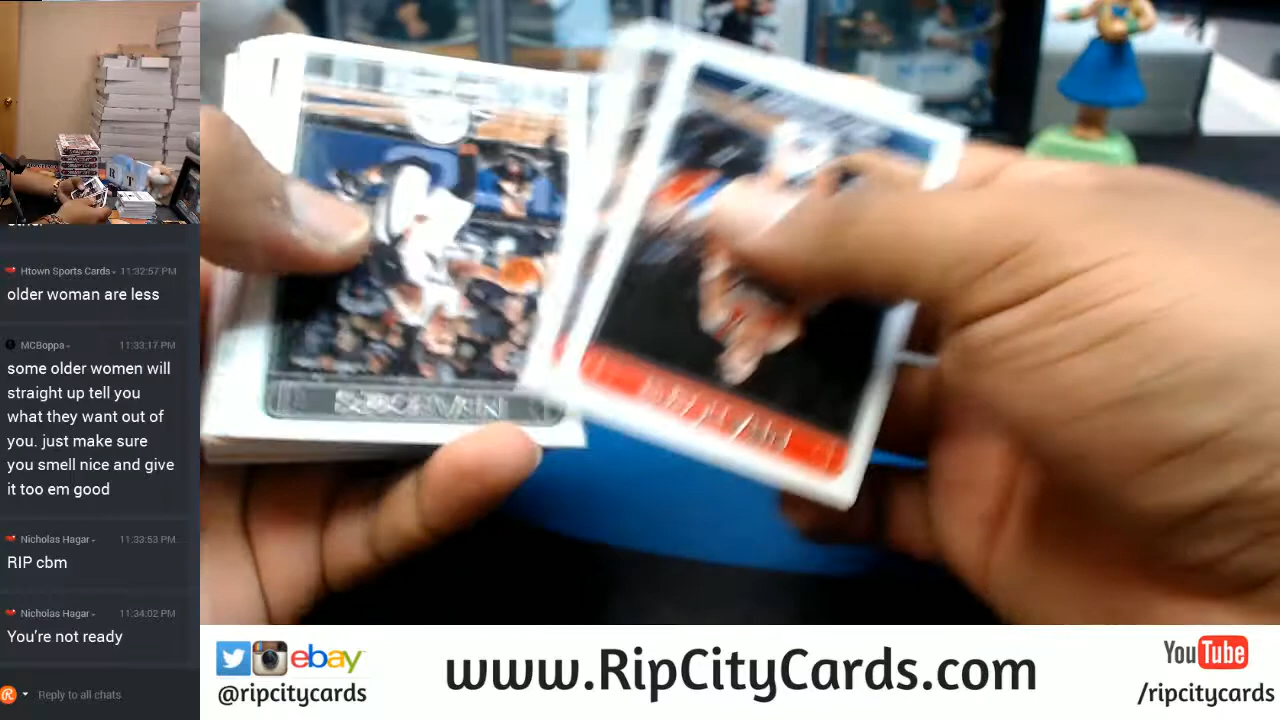 Htown Sports Cards 11:32:57 PM
older woman are less
MCBoppa 11:33:17 PM
some older women will
straight up tell you
what they want out of
you. just make sure
you smell nice and give
it too em good
Nicholas Hagar 11:33:53 PM
RIP cbm
Nicholas Hagar 11:34:02 PM
You're not ready
Reply to all chats
ebay
@ripcitycards
www.RipCityCards.com
YouTube
/ripcitycards